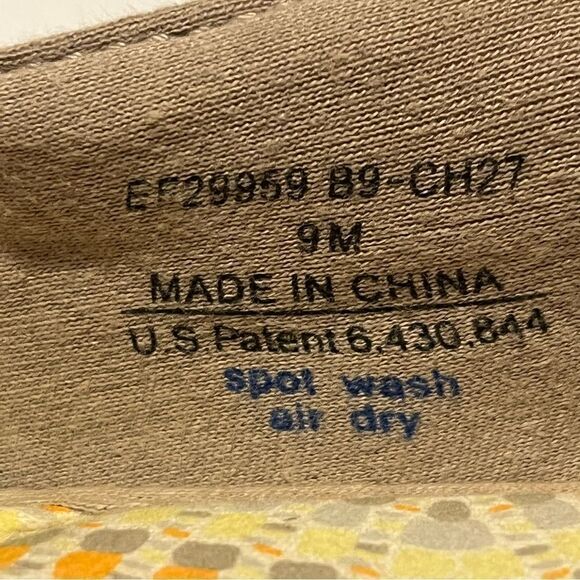 EF29959 B9-CH27
9M
MADE IN CHINA
U.S Patent 6,430,844
spot wash
air dry